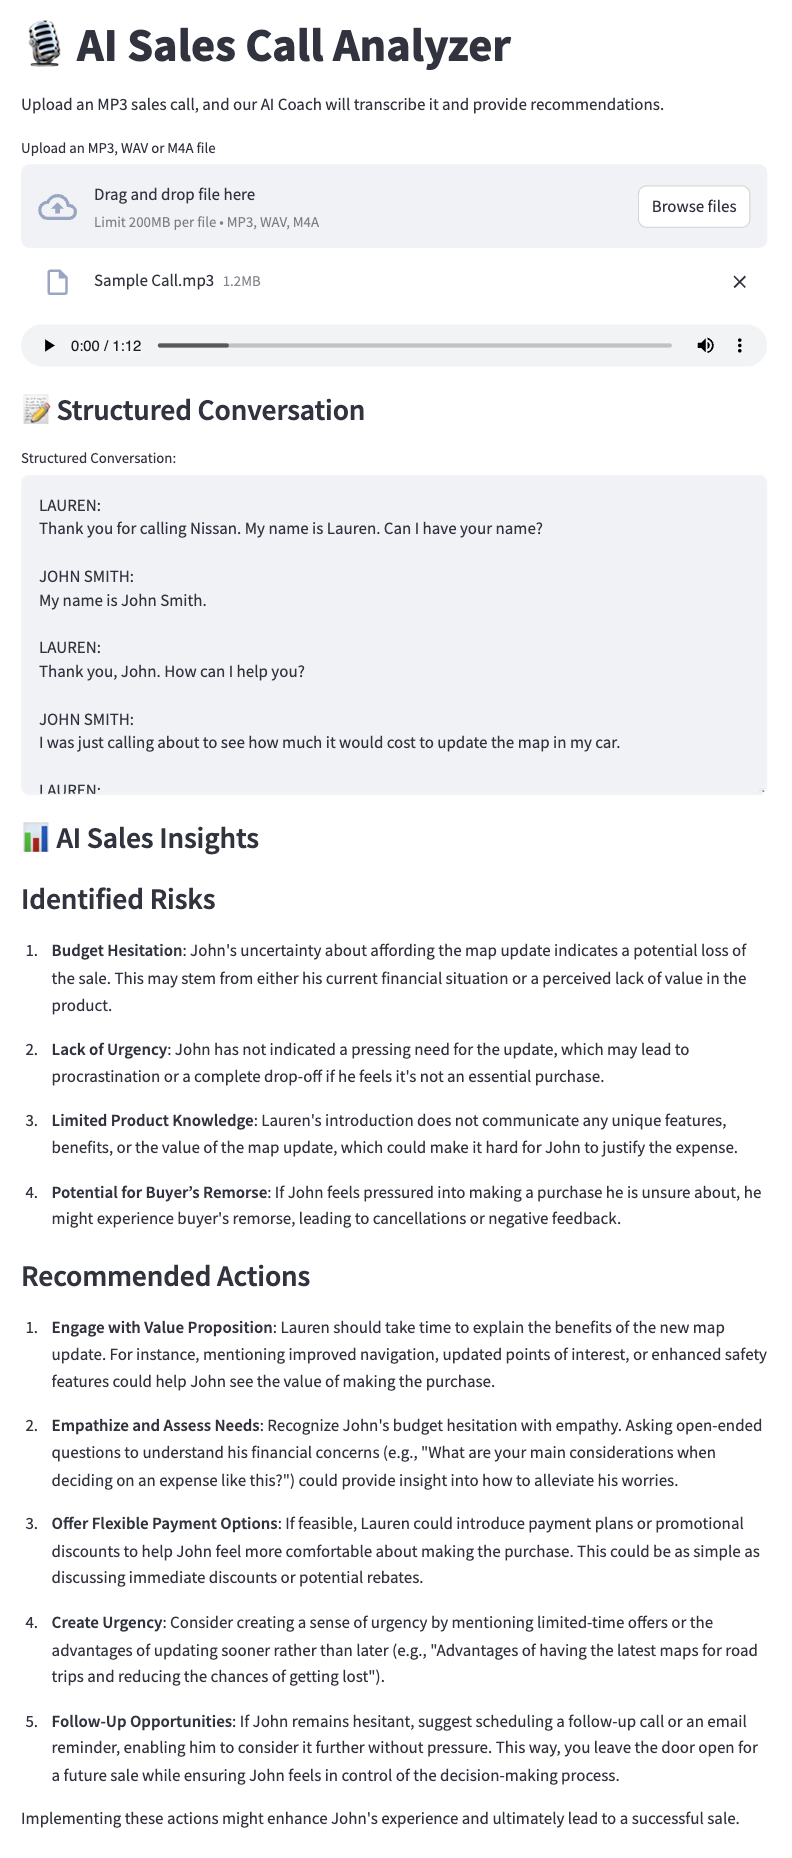 AI Sales Call Analyzer
Upload an MP3 sales call, and our AI Coach will transcribe it and provide recommendations.
Upload an MP3, WAV or M4A file
Drag and drop file here
Limit 200MB per file • MP3, WAV, M4A
Browse files
Sample Call.mp3 1.2MB
0:00 / 1:12
Structured Conversation
Structured Conversation:
LAUREN:
Thank you for calling Nissan. My name is Lauren. Can I have your name?
JOHN SMITH:
My name is John Smith.
LAUREN:
Thank you, John. How can I help you?
JOHN SMITH:
I was just calling about to see how much it would cost to update the map in my car.
LAUREN:
AI Sales Insights
Identified Risks
1. Budget Hesitation: John's uncertainty about affording the map update indicates a potential loss of
the sale. This may stem from either his current financial situation or a perceived lack of value in the
product.
2. Lack of Urgency: John has not indicated a pressing need for the update, which may lead to
procrastination or a complete drop-off if he feels it's not an essential purchase.
3. Limited Product Knowledge: Lauren's introduction does not communicate any unique features,
benefits, or the value of the map update, which could make it hard for John to justify the expense.
4. Potential for Buyer’s Remorse: If John feels pressured into making a purchase he is unsure about, he
might experience buyer's remorse, leading to cancellations or negative feedback.
Recommended Actions
1. Engage with Value Proposition: Lauren should take time to explain the benefits of the new map
update. For instance, mentioning improved navigation, updated points of interest, or enhanced safety
features could help John see the value of making the purchase.
2. Empathize and Assess Needs: Recognize John's budget hesitation with empathy. Asking open-ended
questions to understand his financial concerns (e.g., "What are your main considerations when
deciding on an expense like this?") could provide insight into how to alleviate his worries.
3. Offer Flexible Payment Options: If feasible, Lauren could introduce payment plans or promotional
discounts to help John feel more comfortable about making the purchase. This could be as simple as
discussing immediate discounts or potential rebates.
4. Create Urgency: Consider creating a sense of urgency by mentioning limited-time offers or the
advantages of updating sooner rather than later (e.g., "Advantages of having the latest maps for road
trips and reducing the chances of getting lost").
5. Follow-Up Opportunities: If John remains hesitant, suggest scheduling a follow-up call or an email
reminder, enabling him to consider it further without pressure. This way, you leave the door open for
a future sale while ensuring John feels in control of the decision-making process.
Implementing these actions might enhance John's experience and ultimately lead to a successful sale.